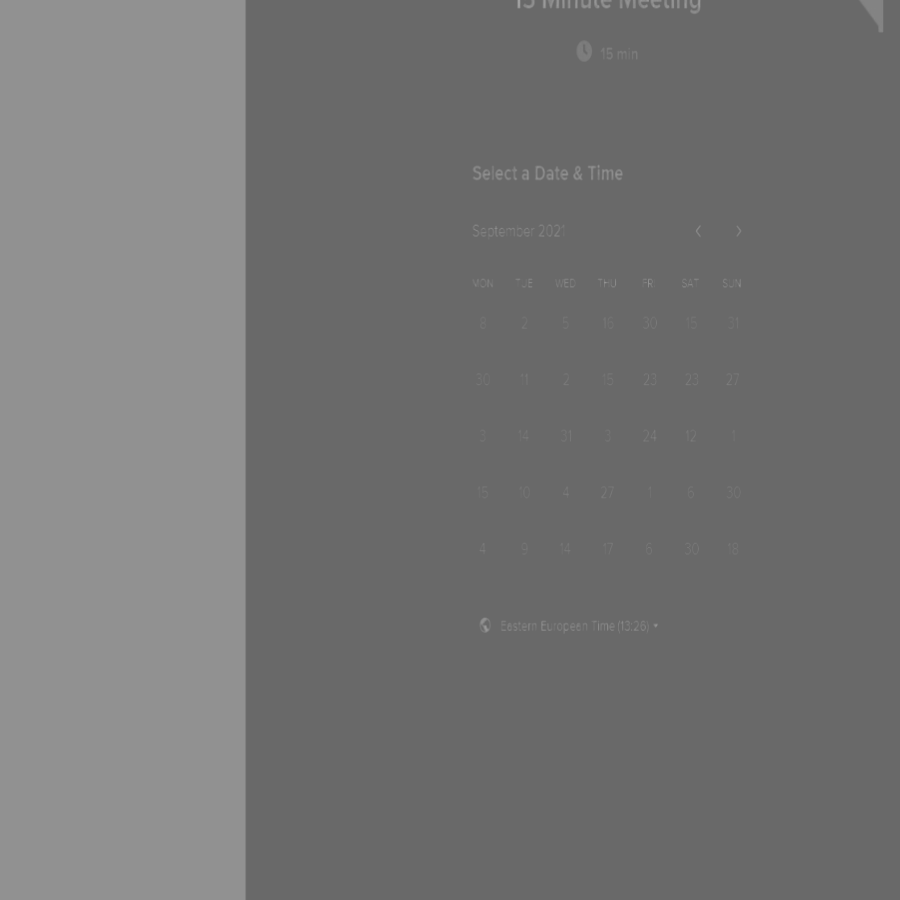 15 Minute Meeting
15 min
Select a Date & Time
September 2021
MON TUE WED THU FRI SAT SUN
8 2 5 18 30 15 31
30 11 2 15 23 23 27
3 14 31 3 24 12 1
15 10 4 27 1 6 30
4 9 14 17 8 30 18
Eastern European Time (13:26)